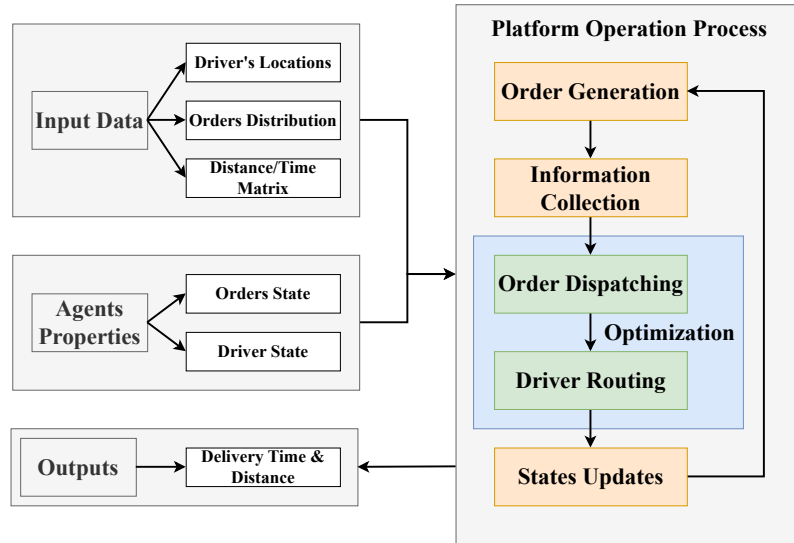 Input Data
Driver's Locations
Orders Distribution
Distance/Time
Matrix
Agents
Properties
Orders State
Driver State
Outputs
Delivery Time &
Distance
Platform Operation Process
Order Generation
Information
Collection
Order Dispatching
Optimization
Driver Routing
States Updates